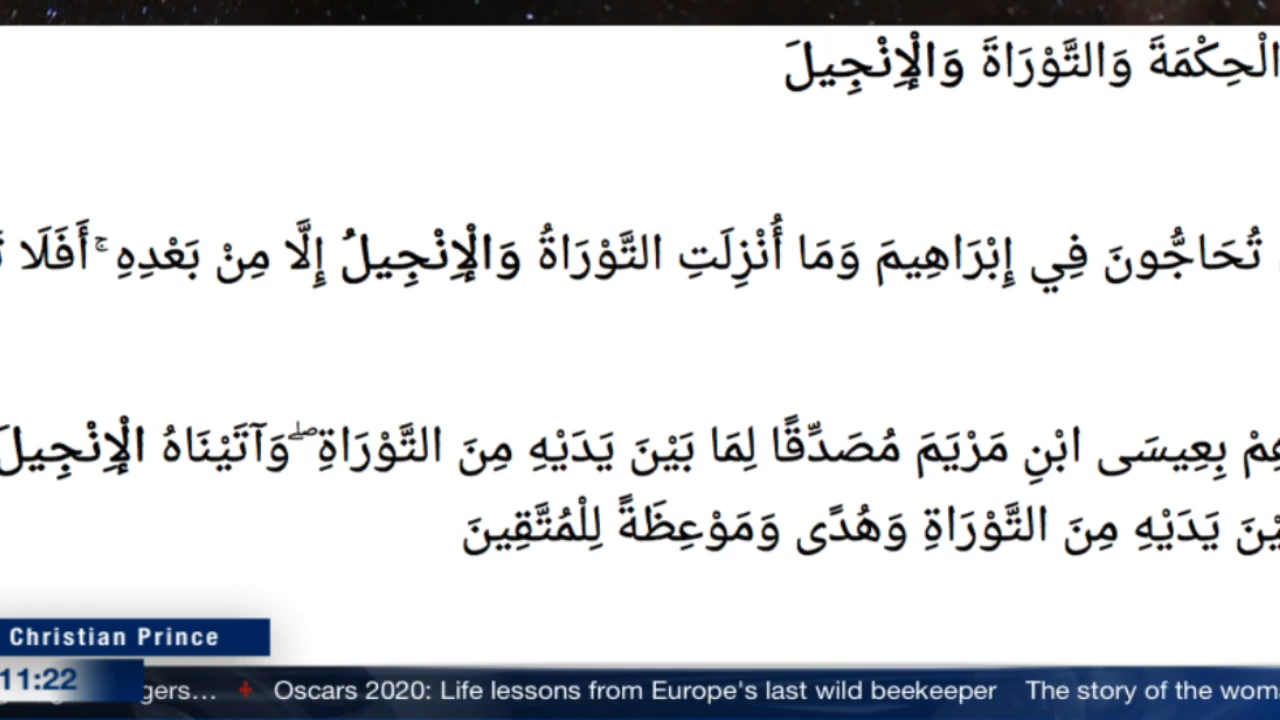 الْحِكْمَةَ وَالتَّوْرَاةَ وَالْإِنْجِيلَ
تُحَاجُّونَ فِي إِبْرَاهِيمَ وَمَا أُنْزِلَتِ التَّوْرَاةُ وَالْإِنْجِيلُ إِلَّا مِنْ بَعْدِهِ ۚ أَفَلَا
بِعِيسَى ابْنِ مَرْيَمَ مُصَدِّقًا لِمَا بَيْنَ يَدَيْهِ مِنَ التَّوْرَاةِ ۖ وَآتَيْنَاهُ الْإِنْجِيلَ
يَدَيْهِ مِنَ التَّوْرَاةِ وَهُدًى وَمَوْعِظَةً لِلْمُتَّقِينَ
Christian Prince
11:22
gers... Oscars 2020: Life lessons from Europe's last wild beekeeper The story of the wom